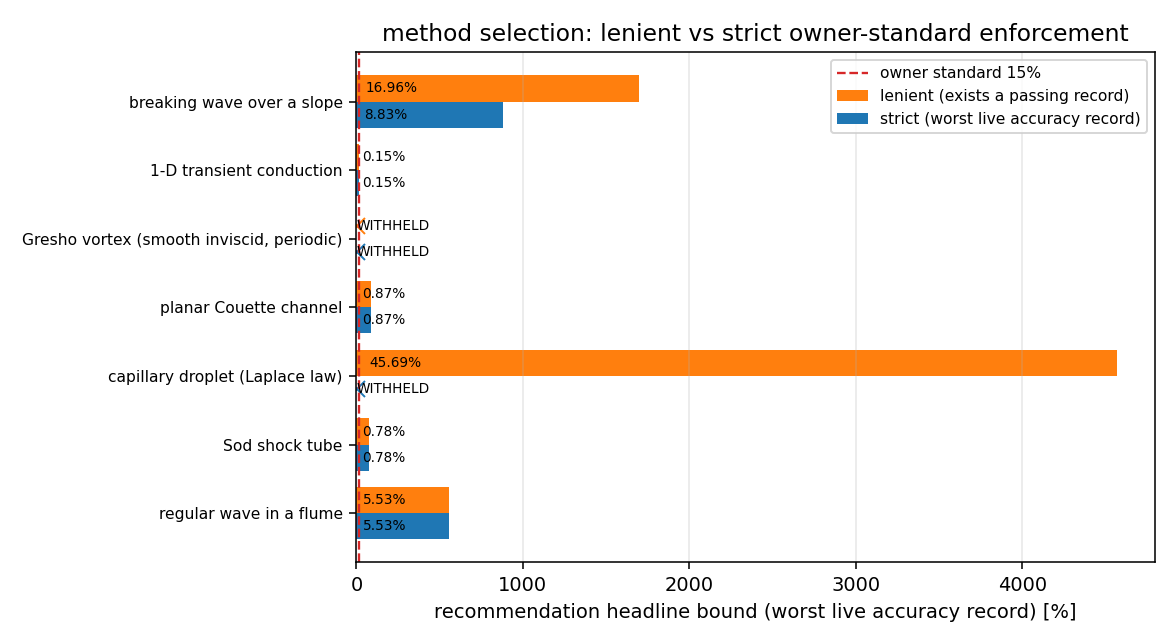 method selection: lenient vs strict owner-standard enforcement
owner standard 15%
lenient (exists a passing record)
strict (worst live accuracy record)
breaking wave over a slope
16.96%
8.83%
1-D transient conduction
0.15%
0.15%
Gresho vortex (smooth inviscid, periodic)
WITHHELD
WITHHELD
planar Couette channel
0.87%
0.87%
capillary droplet (Laplace law)
45.69%
WITHHELD
Sod shock tube
0.78%
0.78%
regular wave in a flume
5.53%
5.53%
0 1000 2000 3000 4000
recommendation headline bound (worst live accuracy record) [%]